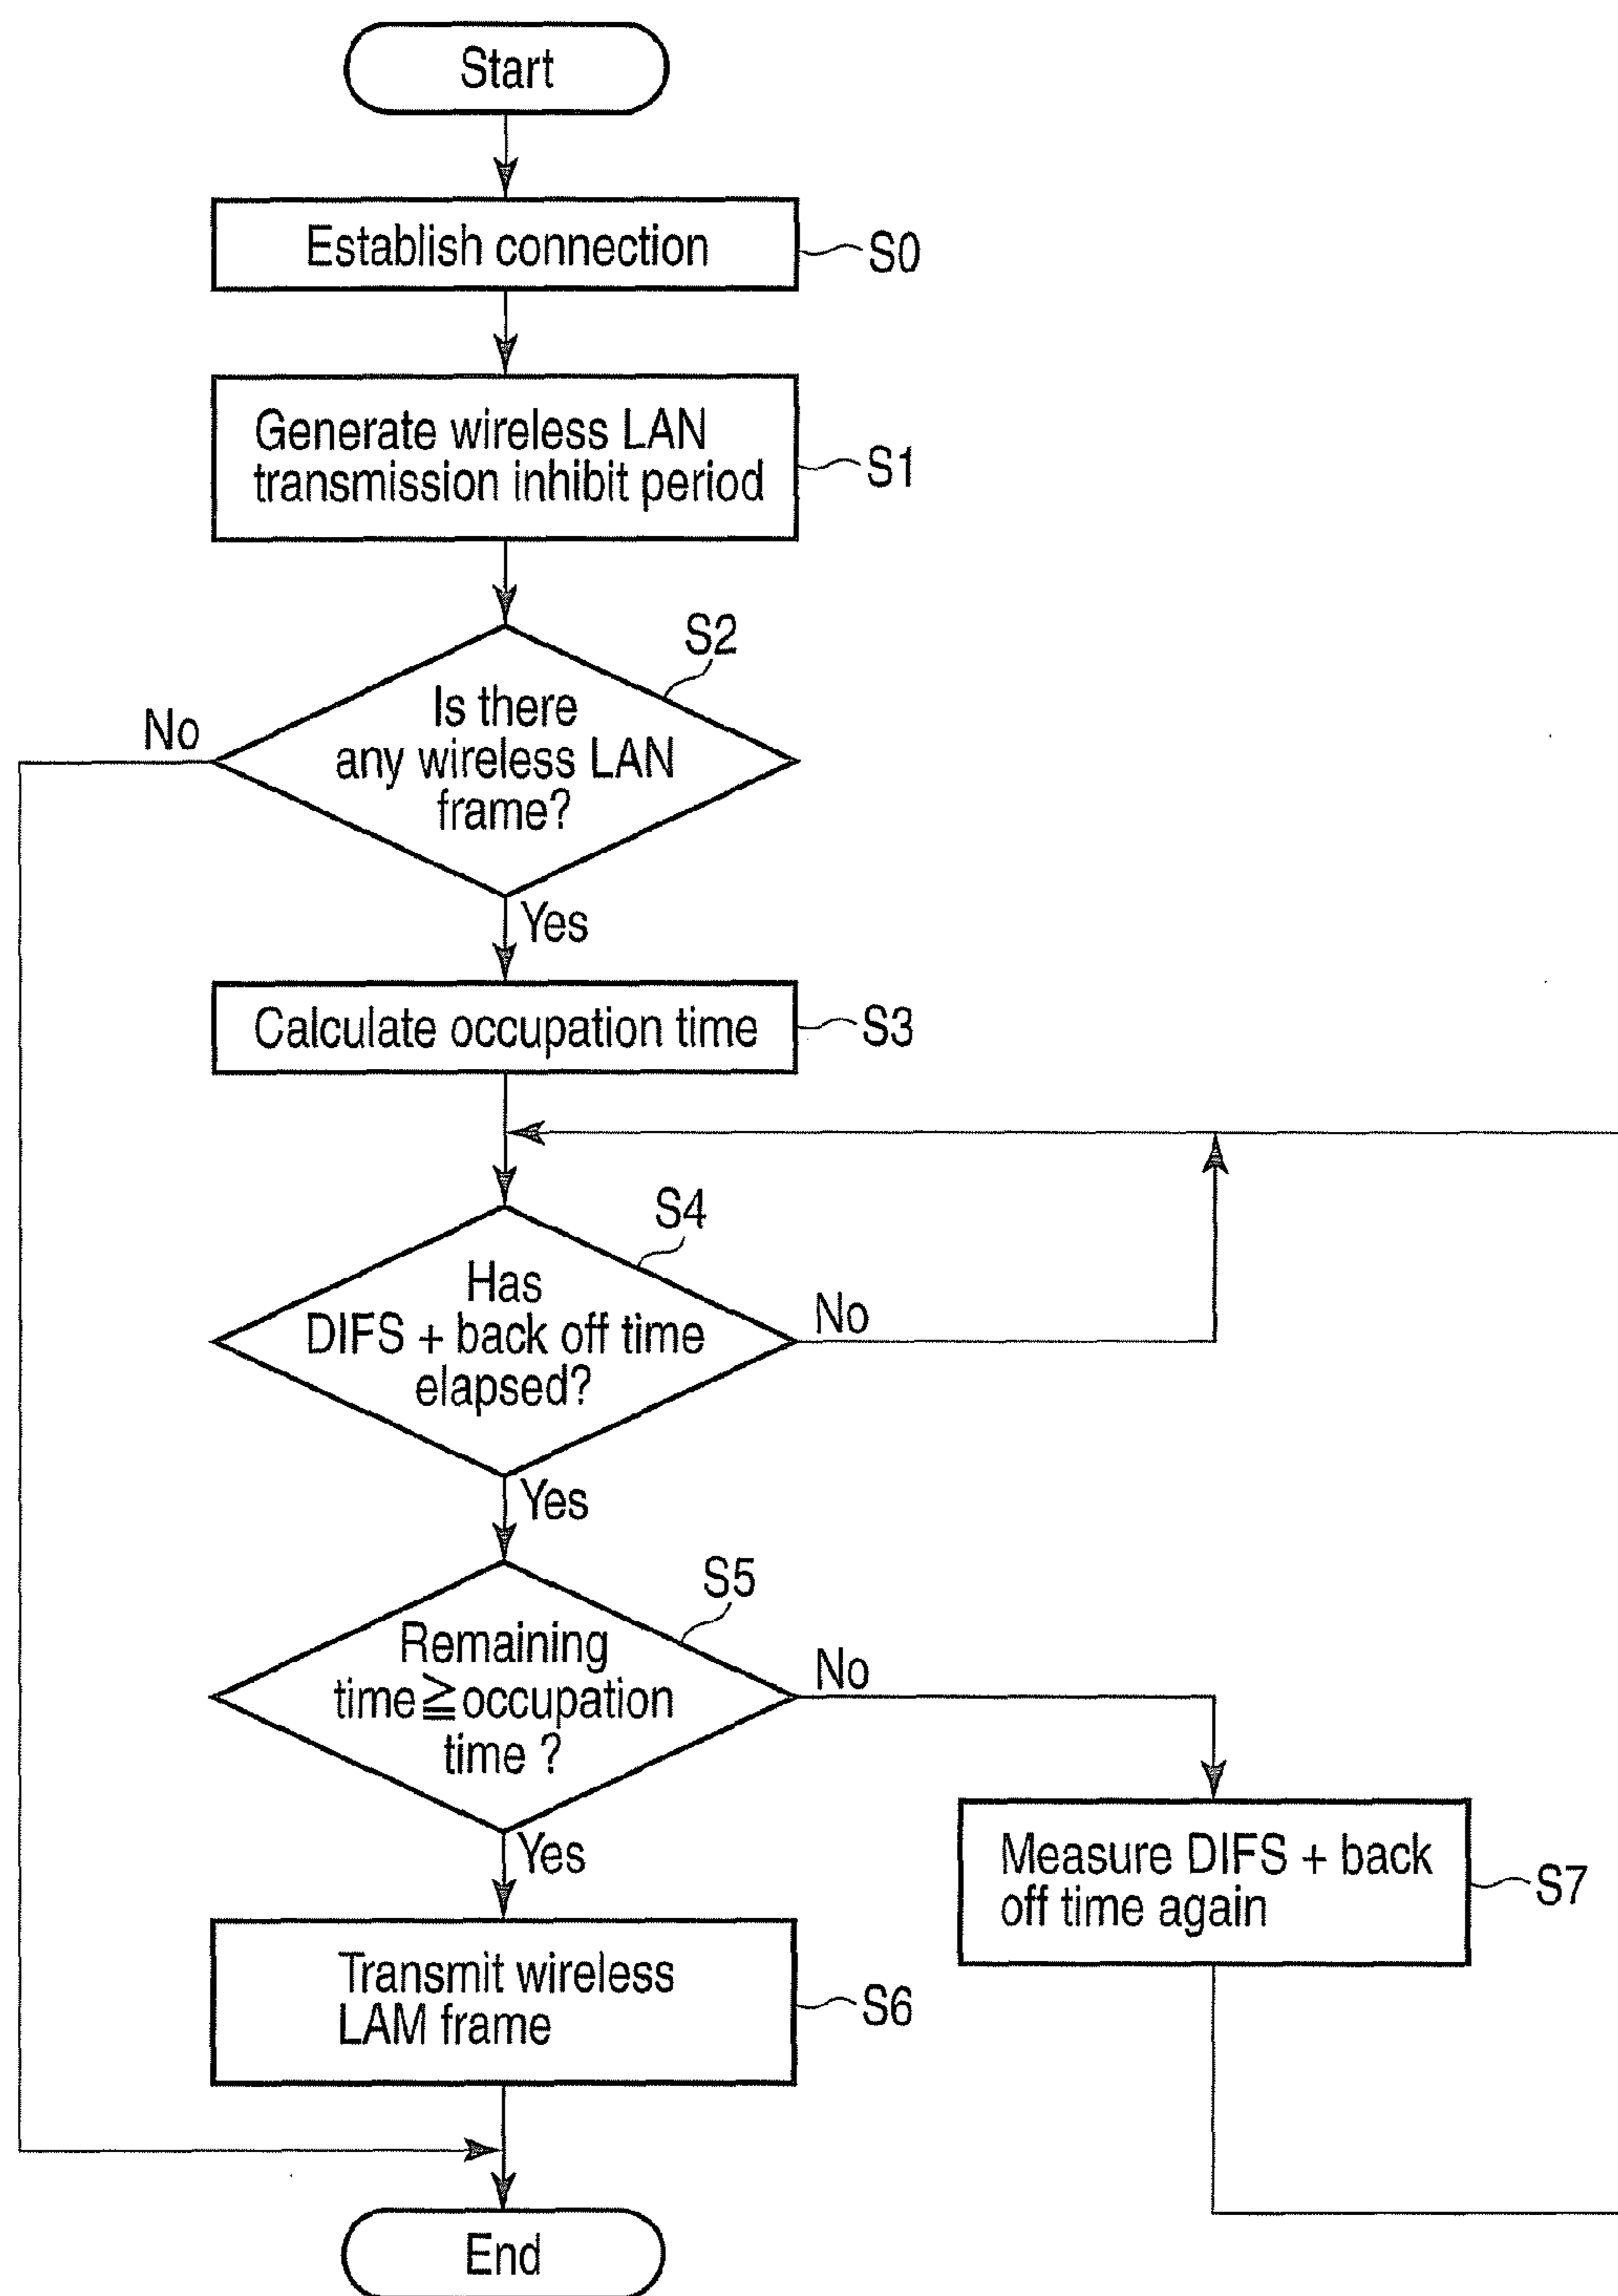 Start
Establish connection
S0
Generate wireless LAN
transmission inhibit period
S1
S2
Is there
any wireless LAN
frame?
No
Yes
Calculate occupation time
S3
S4
Has
DIFS + back off time
elapsed?
No
Yes
S5
Remaining
time≧occupation
time ?
No
Yes
Measure DIFS + back
off time again
S7
Transmit wireless
LAM frame
S6
End